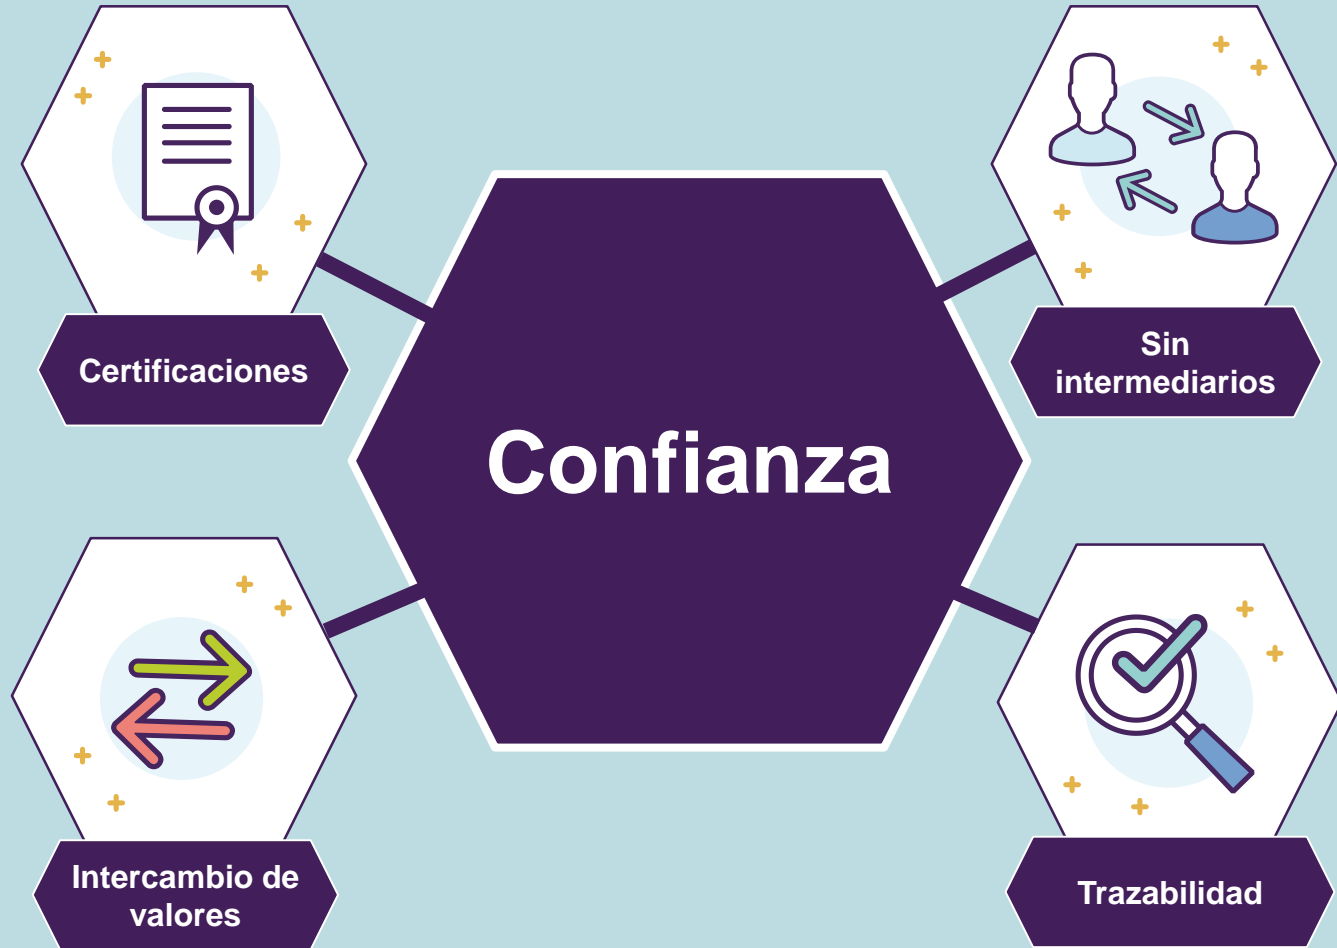 Certificaciones
Sin
intermediarios
Confianza
Intercambio de
valores
Trazabilidad